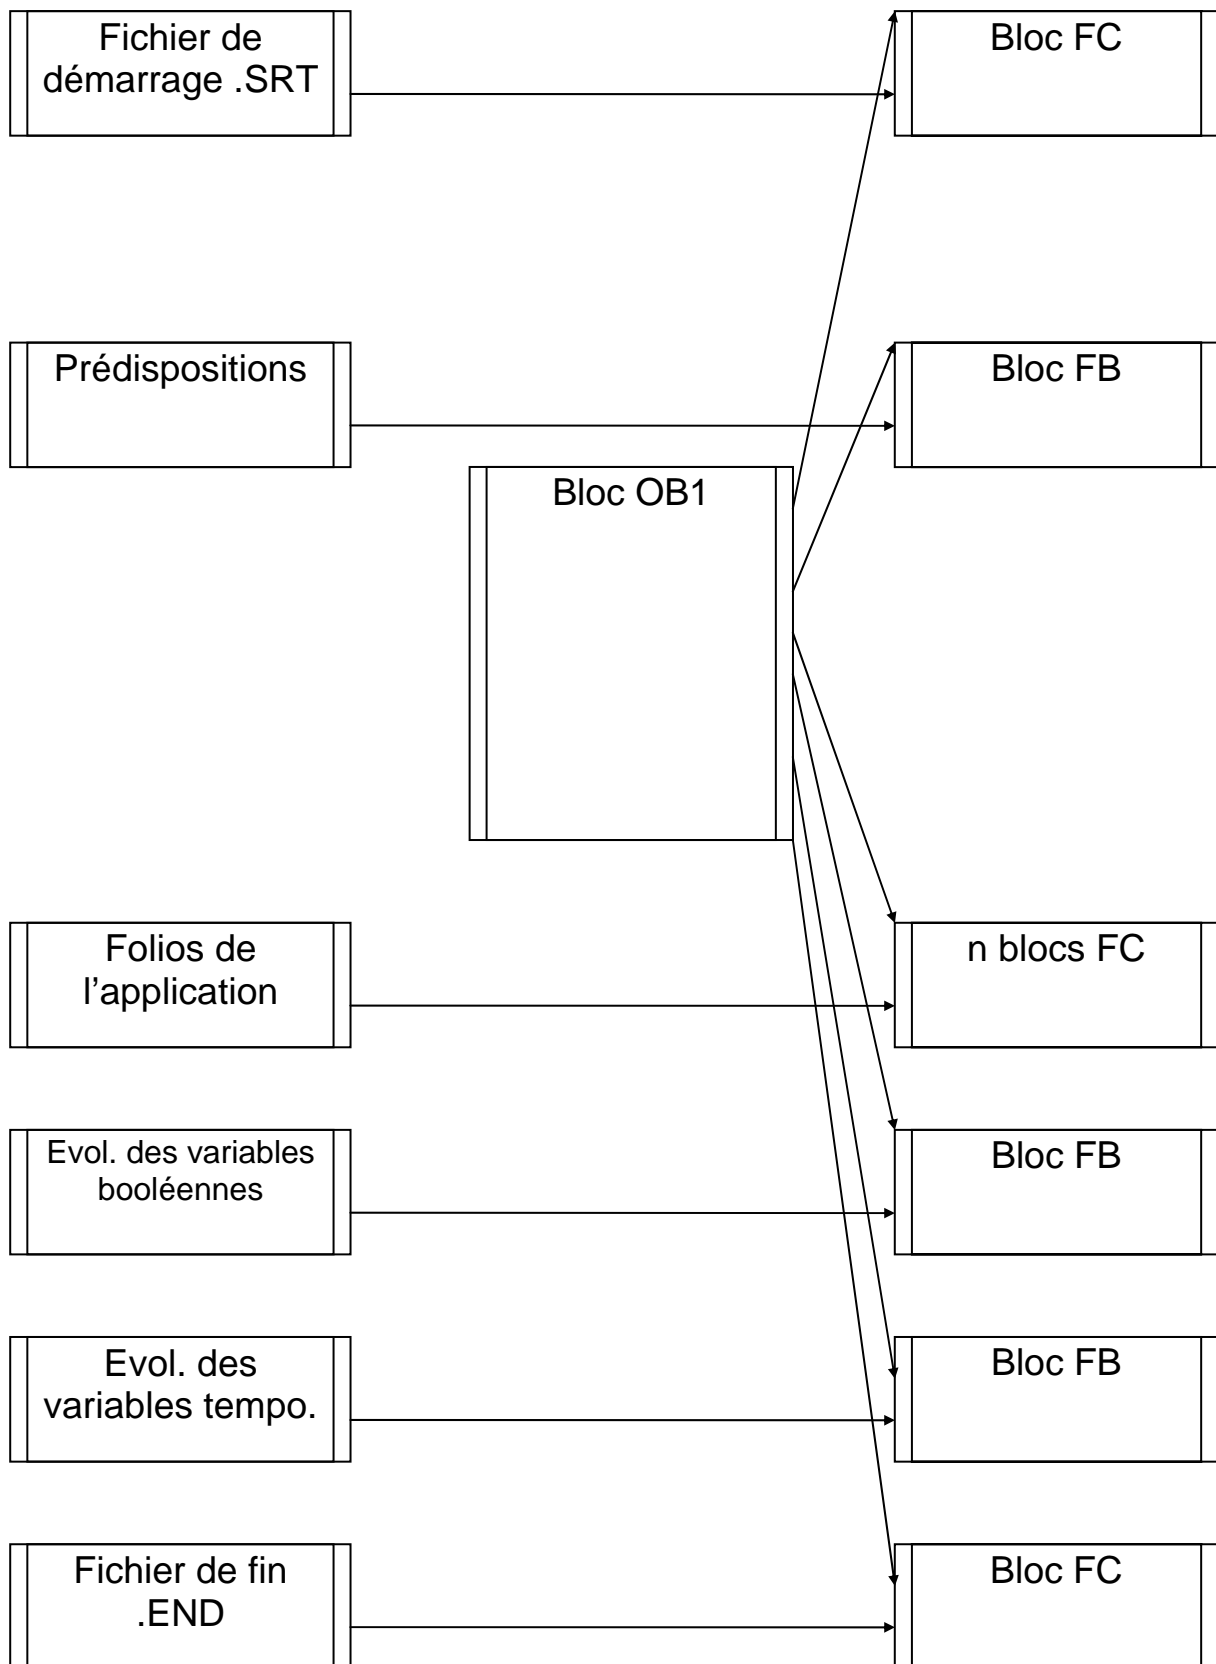 Fichier de
démarrage .SRT
Bloc FC
Prédispositions
Bloc FB
Bloc OB1
Folios de
l’application
n blocs FC
Evol. des variables
booléennes
Bloc FB
Evol. des
variables tempo.
Bloc FB
Fichier de fin
.END
Bloc FC